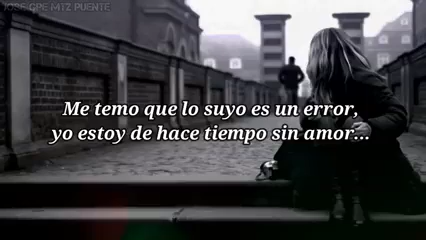 JOSE GPE MTZ PUENTE
Me temo que lo suyo es un error,
yo estoy de hace tiempo sin amor...